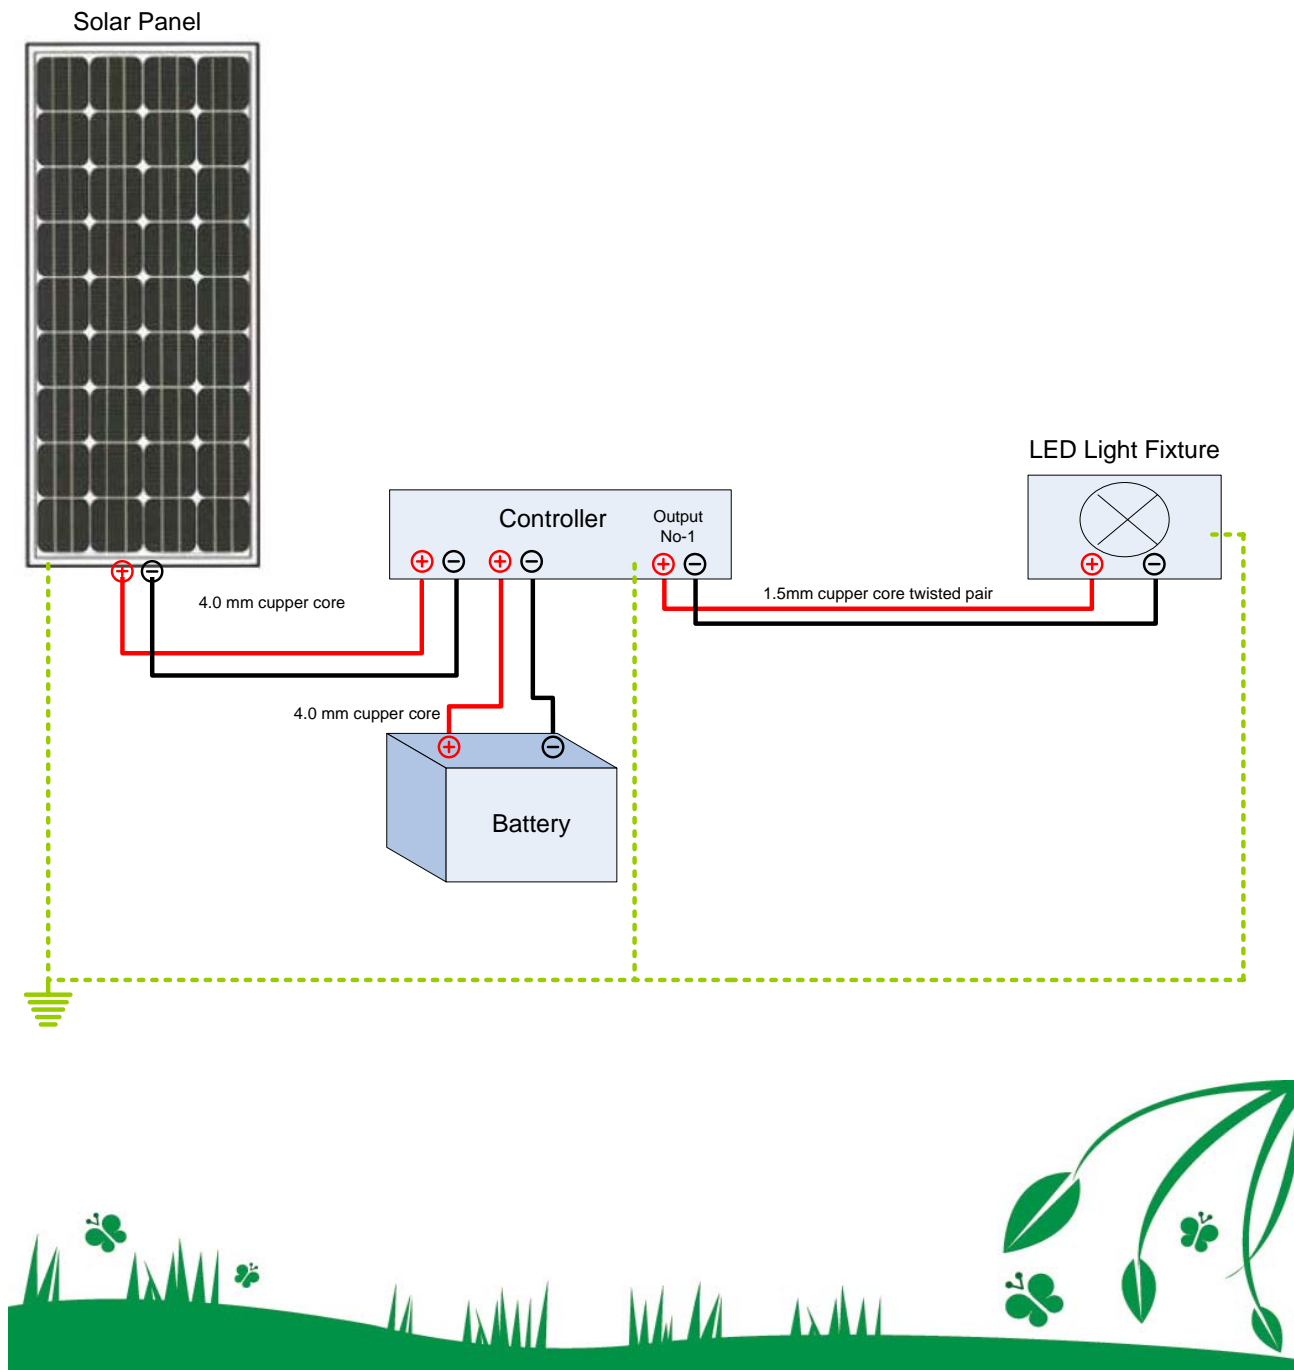 Solar Panel
LED Light Fixture
Controller
Output
No-1
4.0 mm cupper core
1.5mm cupper core twisted pair
4.0 mm cupper core
Battery